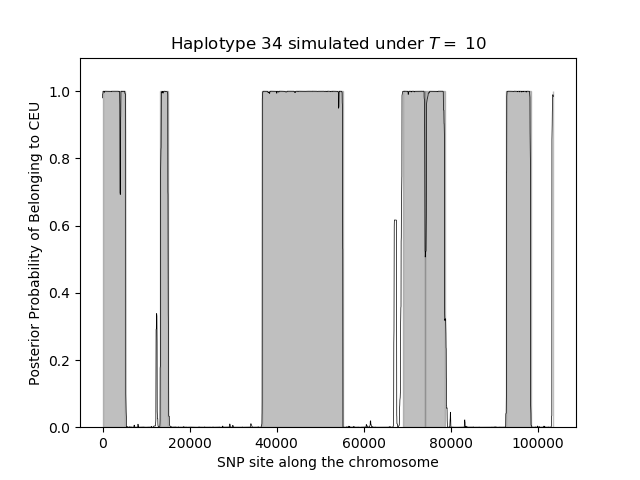 Haplotype 34 simulated under T = 10
Posterior Probability of Belonging to CEU
1.0
0.8
0.6
0.4
0.2
0.0
0 20000 40000 60000 80000 100000
SNP site along the chromosome